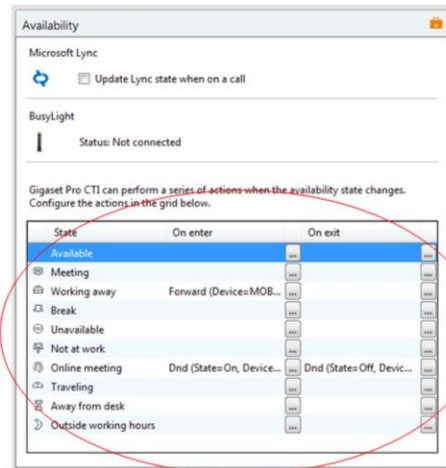 Availability
Microsoft Lync
Update Lync state when on a call
BusyLight
Status: Not connected
Gigaset Pro CTI can perform a series of actions when the availability state changes.
Configure the actions in the grid below.
State On enter On exit
Available ... ...
Meeting ... ...
Working away Forward (Device=MOB... ... ...
Break ... ...
Unavailable ... ...
Not at work ... ...
Online meeting Dnd (State=On, Device... ... Dnd (State=Off, Devic... ...
Traveling ... ...
Away from desk ... ...
Outside working hours ... ...